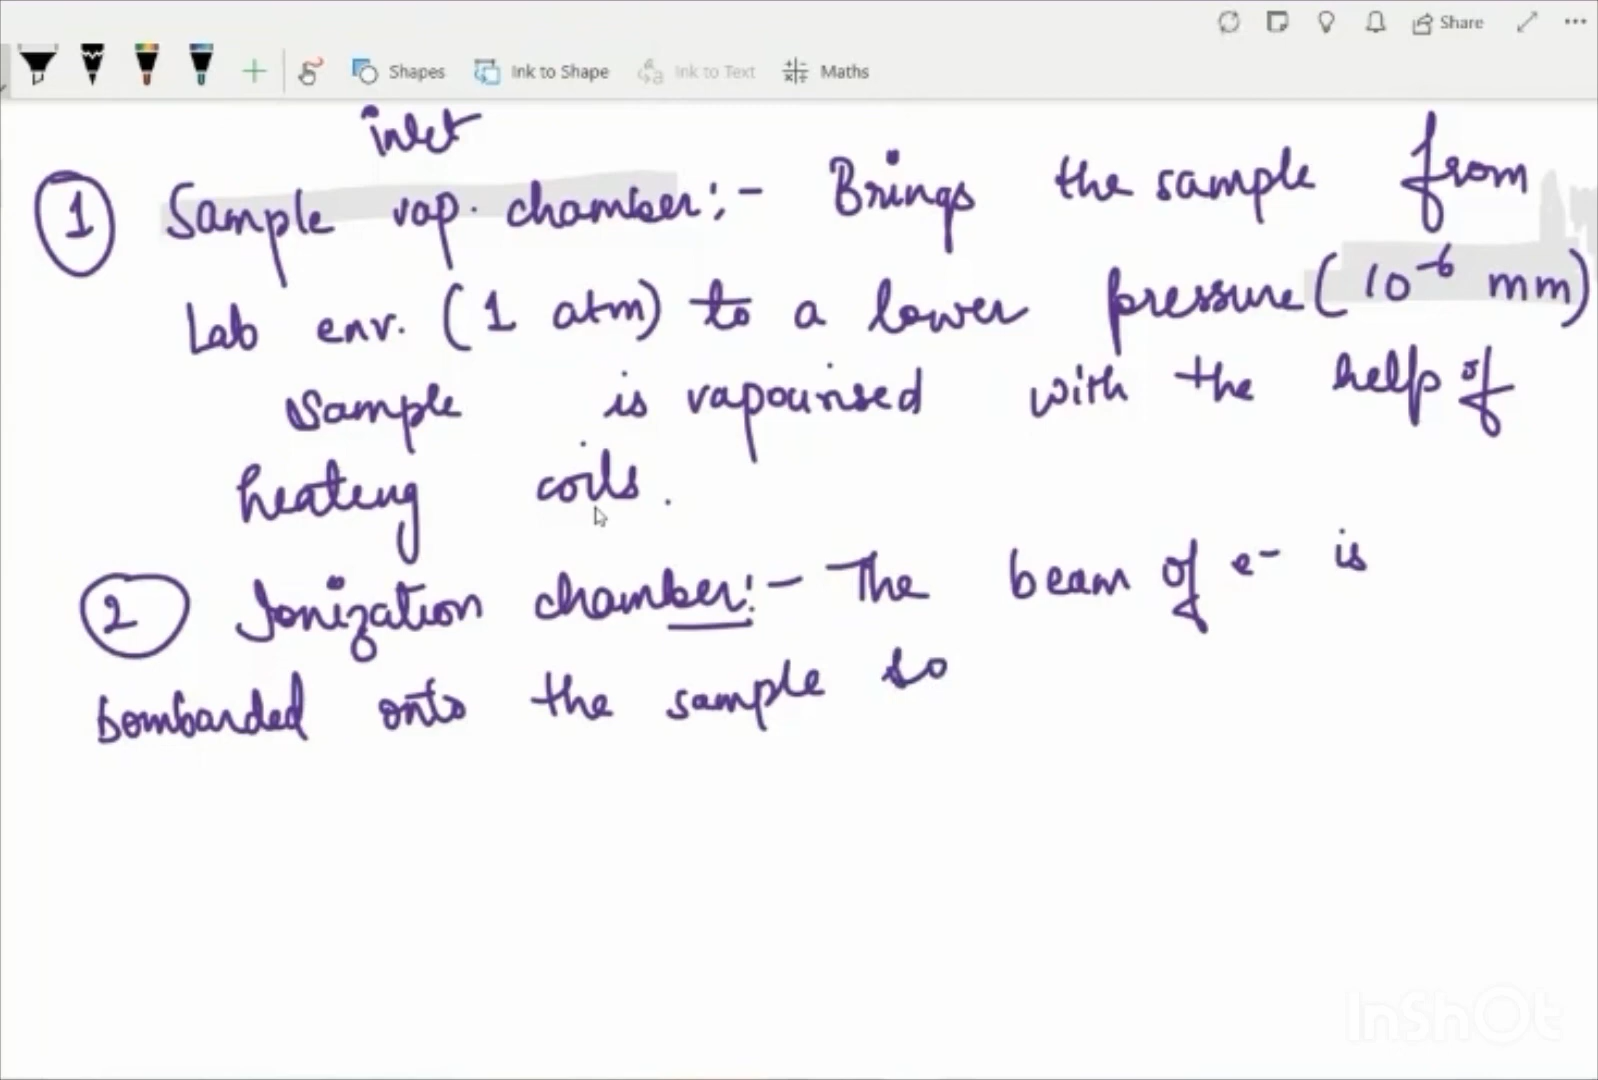 Share
Shapes Ink to Shape Ink to Text Maths
inlet
1 Sample vap. chamber:- Brings the sample from
Lab env. (1 atm) to a lower pressure (10⁻⁶ mm)
Sample is vapourised with the help of
heating coils.
2 Ionization chamber:- The beam of e⁻ is
bombarded onto the sample so
InShOt